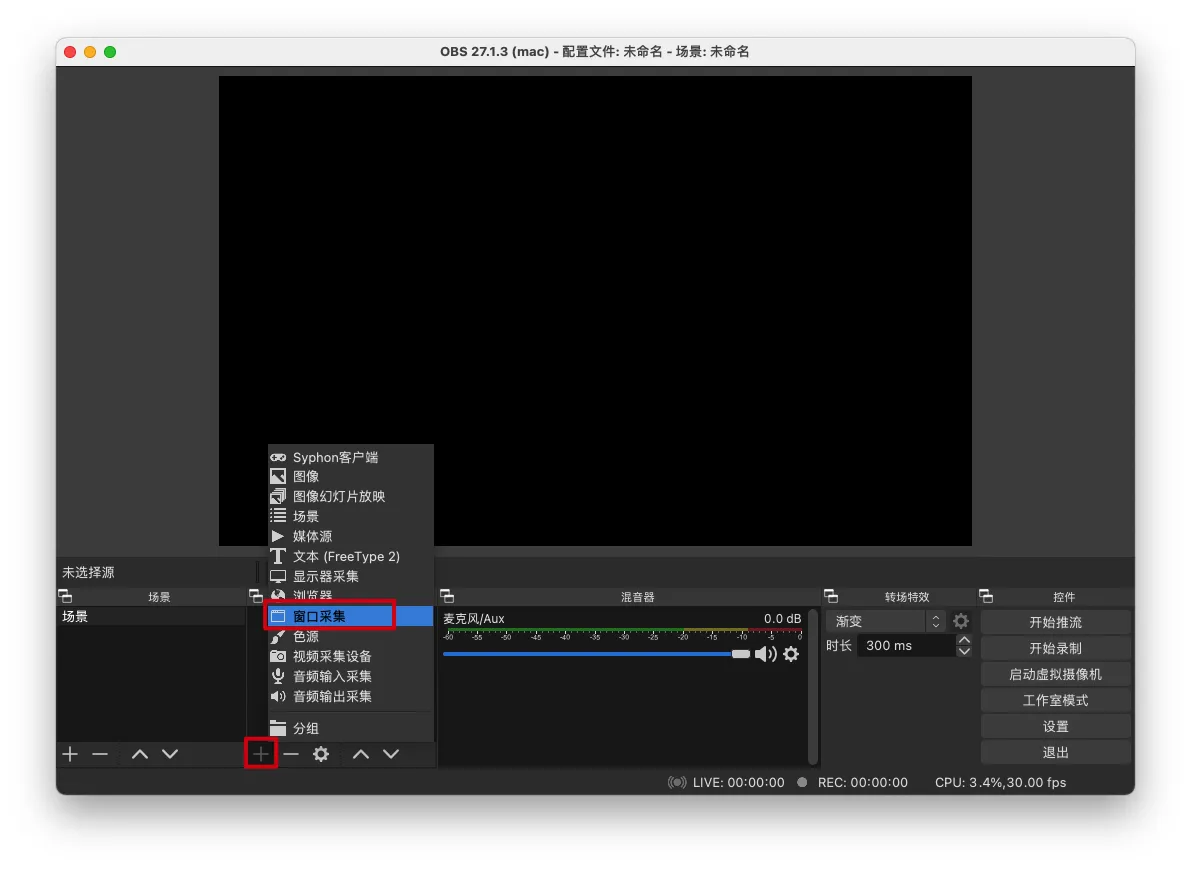 OBS 27.1.3 (mac) - 配置文件: 未命名 - 场景: 未命名
Syphon客户端
图像
图像幻灯片放映
场景
媒体源
文本 (FreeType 2)
显示器采集
浏览器
窗口采集
色源
视频采集设备
音频输入采集
音频输出采集
分组
未选择源
场景
场景
混音器
麦克风/Aux
0.0 dB
-60 -55 -50 -45 -40 -35 -30 -25 -20 -15 -10 -5 0
转场特效
渐变
时长 300 ms
控件
开始推流
开始录制
启动虚拟摄像机
工作室模式
设置
退出
LIVE: 00:00:00 REC: 00:00:00 CPU: 3.4%,30.00 fps